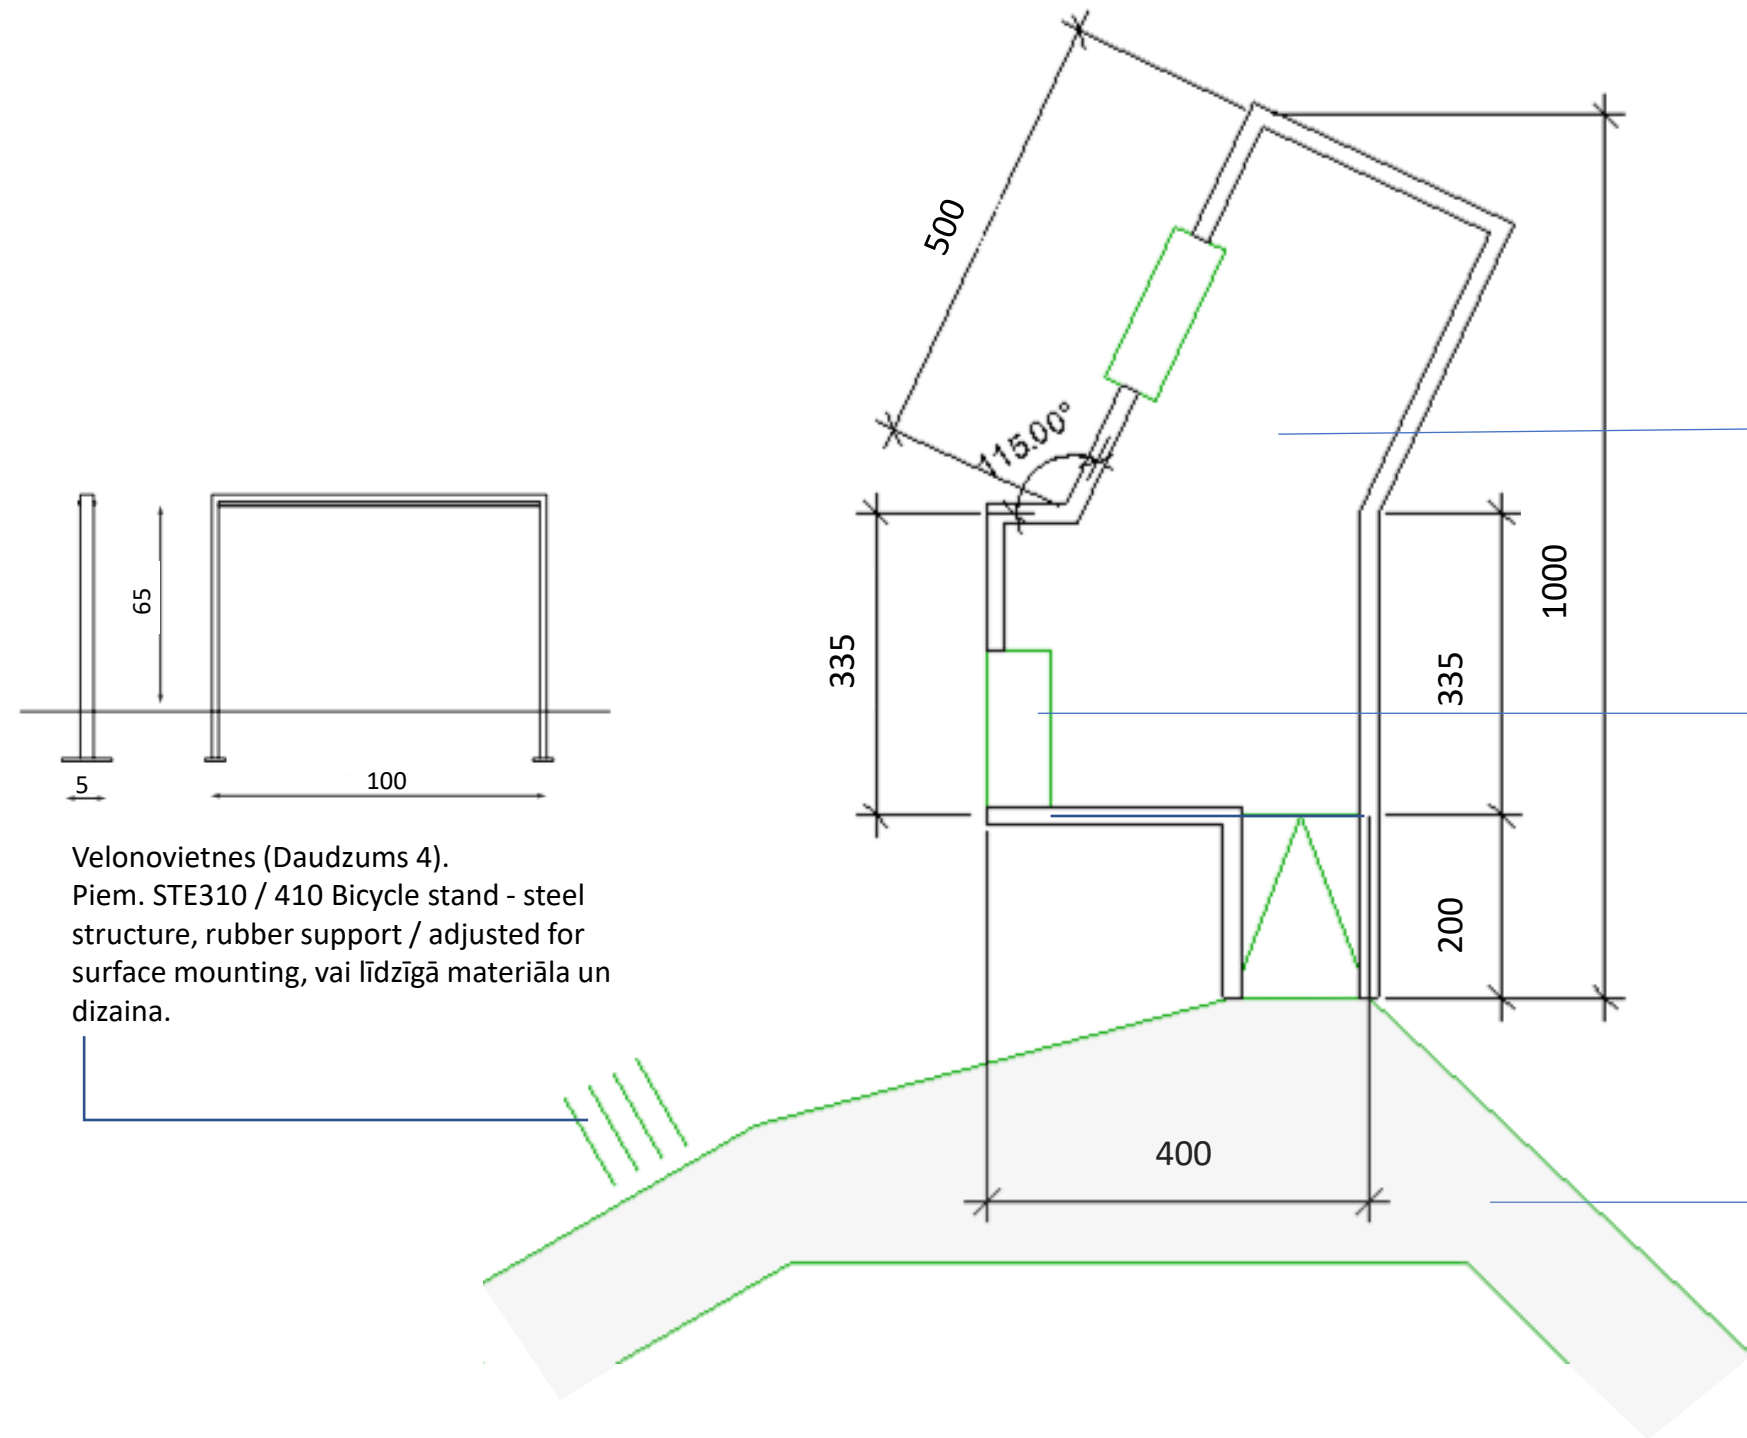 500
115.00°
1000
65
335
335
5
100
Velonovietnes (Daudzums 4).
Piem. STE310 / 410 Bicycle stand - steel
structure, rubber support / adjusted for
surface mounting, vai līdzīgā materiāla un
dizaina.
200
400